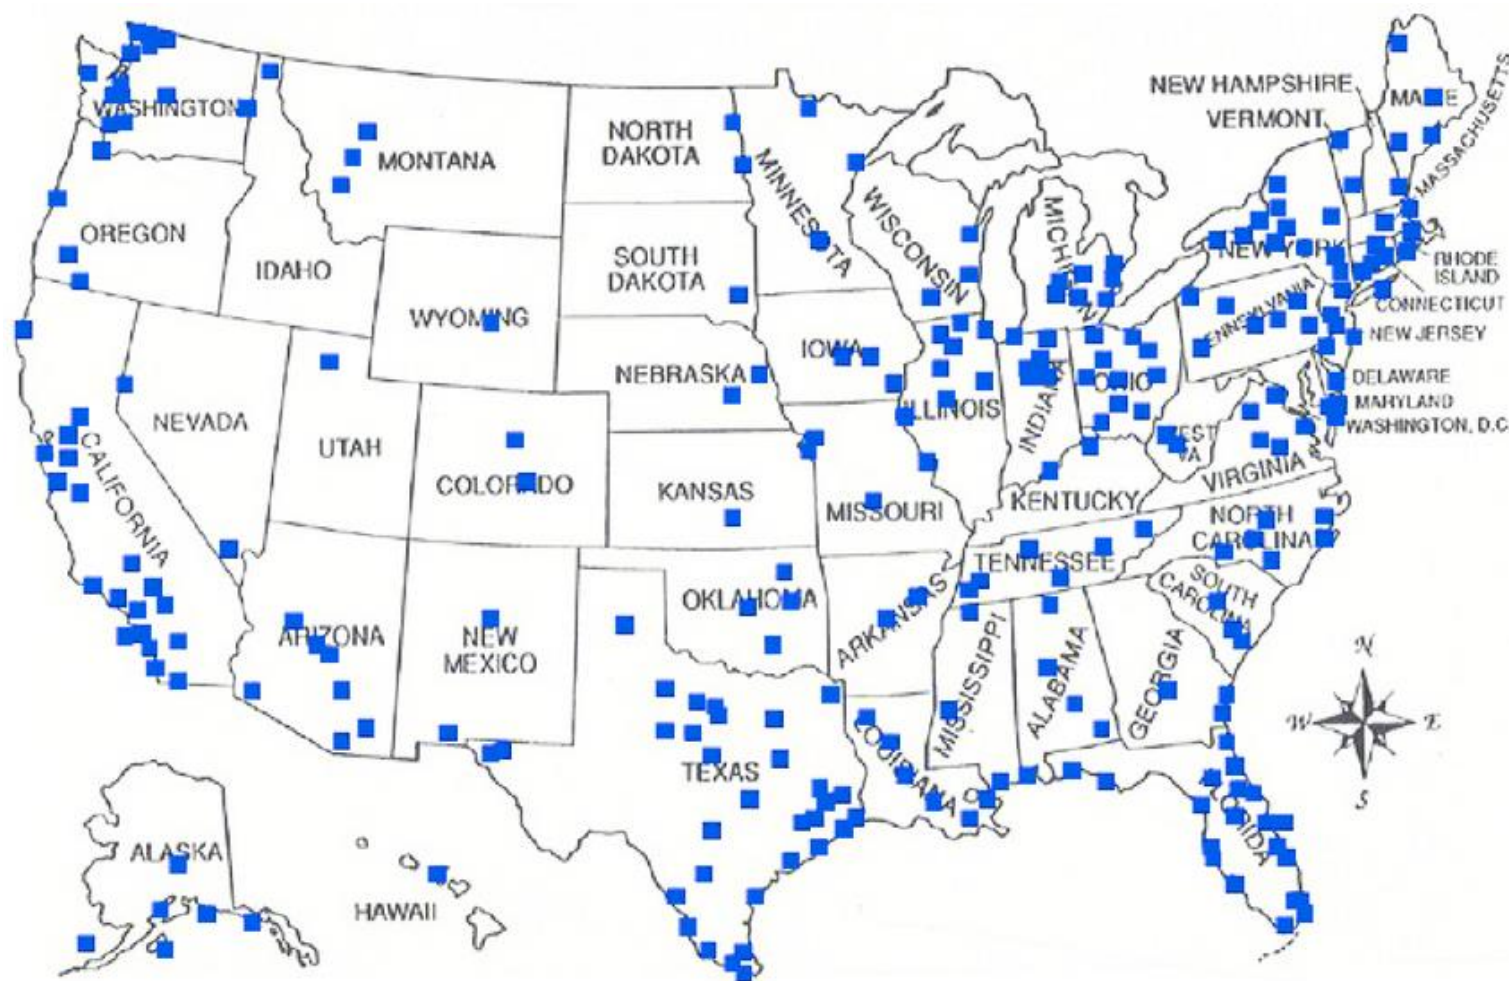 NEW HAMPSHIRE
VERMONT
MAINE
MASSACHUSETTS
WASHINGTON
MONTANA
NORTH
DAKOTA
MINNESOTA
WISCONSIN
MICHIGAN
OREGON
IDAHO
SOUTH
DAKOTA
NEW YORK
RHODE
ISLAND
CONNECTICUT
WYOMING
IOWA
PENNSYLVANIA
NEW JERSEY
NEBRASKA
DELAWARE
MARYLAND
WASHINGTON, D.C.
NEVADA
UTAH
COLORADO
KANSAS
MISSOURI
ILLINOIS
INDIANA
OHIO
WEST
VA
VIRGINIA
KENTUCKY
CALIFORNIA
NORTH
CAROLINA
TENNESSEE
SOUTH
CAROLINA
ARIZONA
NEW
MEXICO
OKLAHOMA
ARKANSAS
MISSISSIPPI
ALABAMA
GEORGIA
TEXAS
LOUISIANA
FLORIDA
ALASKA
HAWAII
N
W E
S